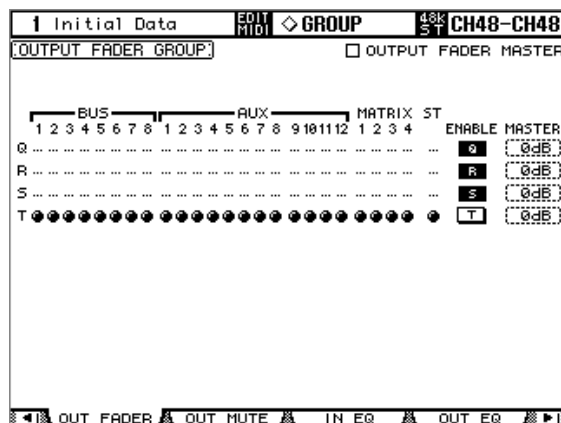 1 Initial Data EDIT MIDI GROUP 48K ST CH48-CH48
OUTPUT FADER GROUP
OUTPUT FADER MASTER
BUS AUX MATRIX ST
1 2 3 4 5 6 7 8 1 2 3 4 5 6 7 8 9 10 11 12 1 2 3 4 ENABLE MASTER
Q Q 0dB
R R 0dB
S S 0dB
T T 0dB
OUT FADER OUT MUTE IN EQ OUT EQ